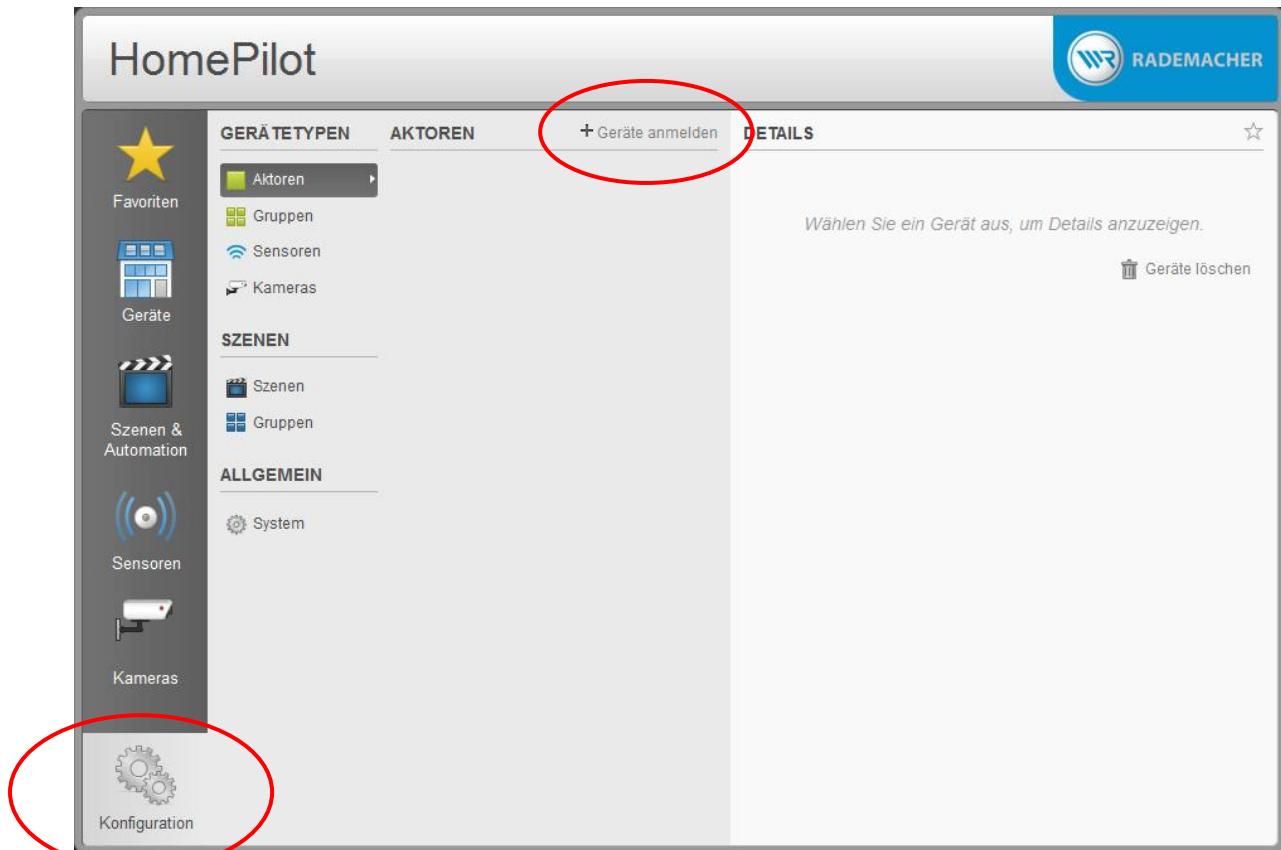 HomePilot
RADEMACHER
Favoriten
Geräte
Szenen &
Automation
Sensoren
Kameras
Konfiguration
GERÄTETYPEN
Aktoren
Gruppen
Sensoren
Kameras
SZENEN
Szenen
Gruppen
ALLGEMEIN
System
AKTOREN
+ Geräte anmelden
DETAILS
Wählen Sie ein Gerät aus, um Details anzuzeigen.
Geräte löschen